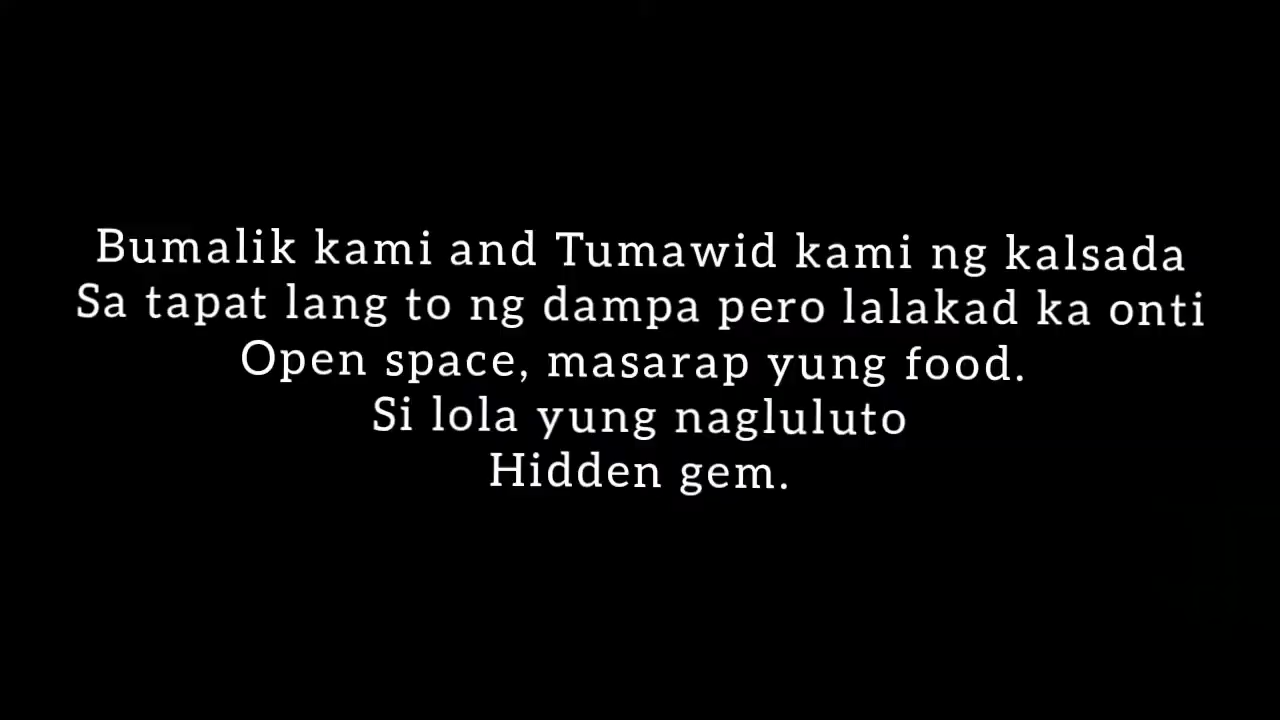 Bumalik kami and Tumawid kami ng kalsada
Sa tapat lang to ng dampa pero lalakad ka onti
Open space, masarap yung food.
Si lola yung nagluluto
Hidden gem.